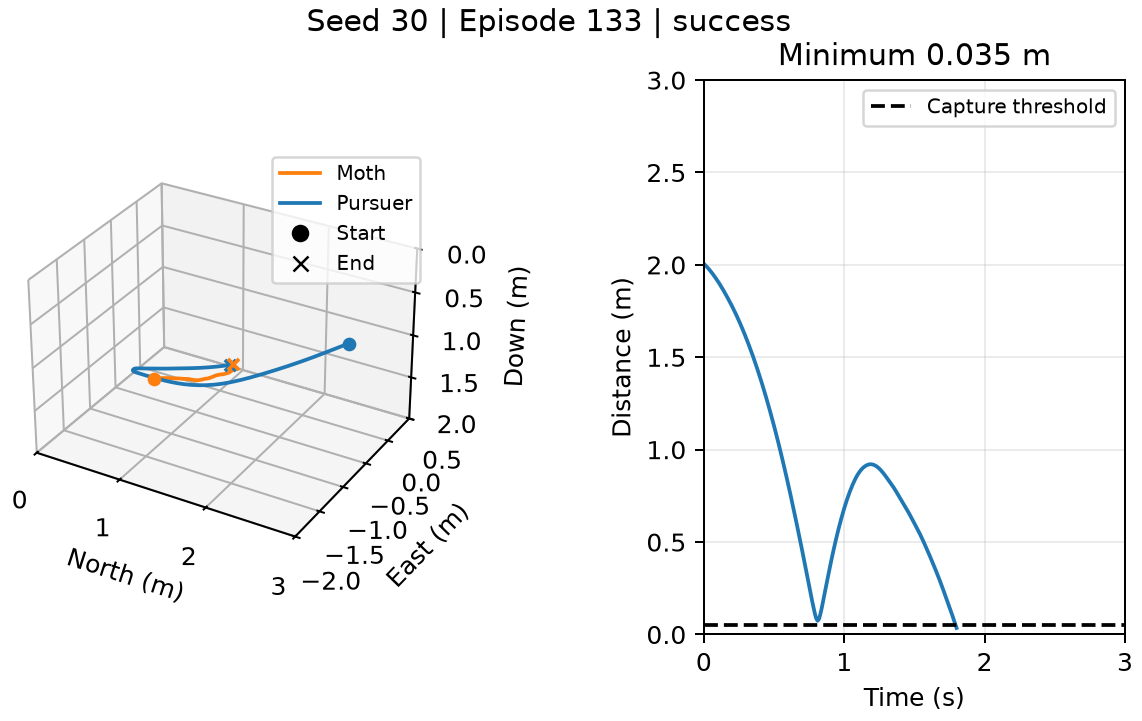 Seed 30 | Episode 133 | success
Moth
Pursuer
Start
End
0.0
0.5
1.0
1.5
2.0
Down (m)
0.5
0.0
−0.5
−1.0
−1.5
−2.0
East (m)
0
1
2
3
North (m)
Minimum 0.035 m
Capture threshold
3.0
2.5
2.0
1.5
1.0
0.5
0.0
Distance (m)
0
1
2
3
Time (s)